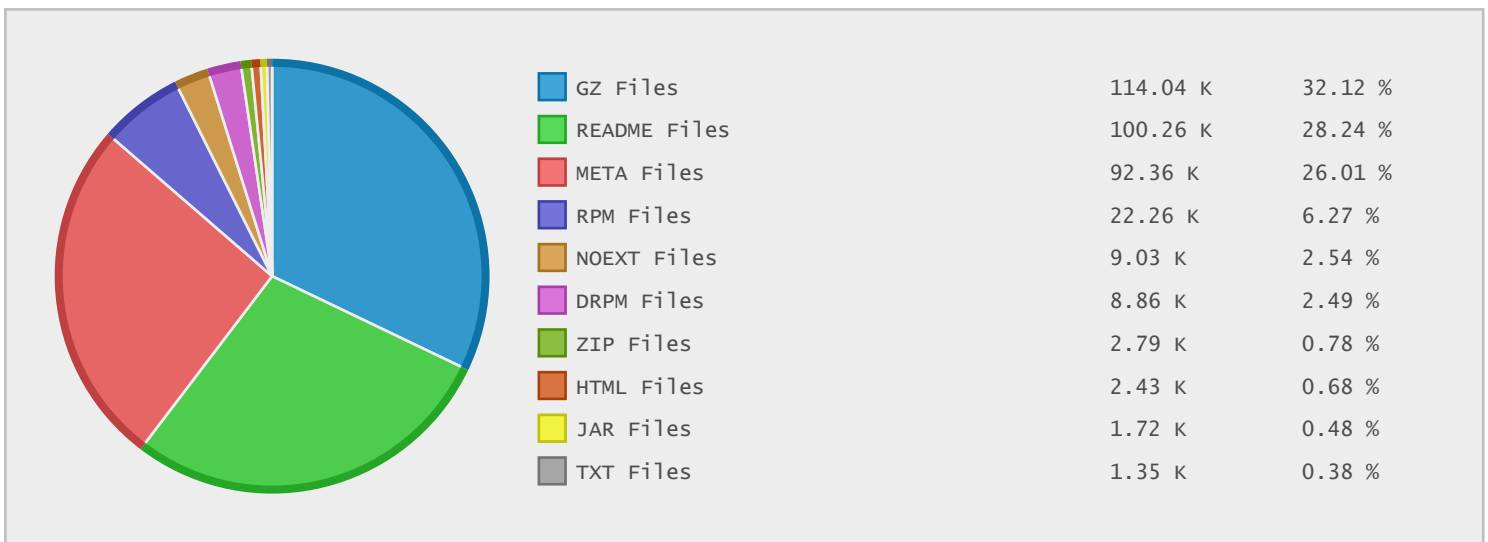 GZ Files 114.04 K 32.12 %
README Files 100.26 K 28.24 %
META Files 92.36 K 26.01 %
RPM Files 22.26 K 6.27 %
NOEXT Files 9.03 K 2.54 %
DRPM Files 8.86 K 2.49 %
ZIP Files 2.79 K 0.78 %
HTML Files 2.43 K 0.68 %
JAR Files 1.72 K 0.48 %
TXT Files 1.35 K 0.38 %